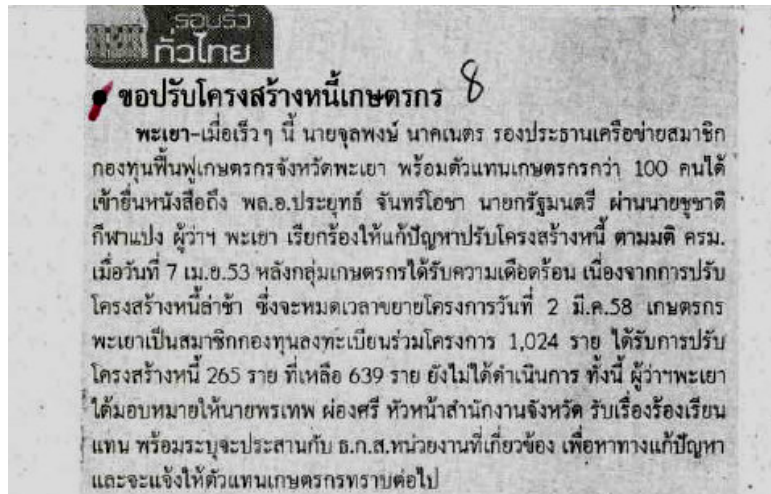 รอบรั้ว
ทั่วไทย
ขอปรับโครงสร้างหนี้เกษตรกร 8
พะเยา-เมื่อเร็วๆ นี้ นายจุลพงษ์ นาคเนตร รองประธานเครือข่ายสมาชิก
กองทุนฟื้นฟูเกษตรกรจังหวัดพะเยา พร้อมตัวแทนเกษตรกรกว่า 100 คนได้
เข้ายื่นหนังสือถึง พล.อ.ประยุทธ์ จันทร์โอชา นายกรัฐมนตรี ผ่านนายชูชาติ
กีฬาแปง ผู้ว่าฯ พะเยา เรียกร้องให้แก้ปัญหาปรับโครงสร้างหนี้ ตามมติ ครม.
เมื่อวันที่ 7 เม.ย.53 หลังกลุ่มเกษตรกรได้รับความเดือดร้อน เนื่องจากการปรับ
โครงสร้างหนี้ล่าช้า ซึ่งจะหมดเวลาขยายโครงการวันที่ 2 มี.ค.58 เกษตรกร
พะเยาเป็นสมาชิกกองทุนลงทะเบียนร่วมโครงการ 1,024 ราย ได้รับการปรับ
โครงสร้างหนี้ 265 ราย ที่เหลือ 639 ราย ยังไม่ได้ดำเนินการ ทั้งนี้ ผู้ว่าฯพะเยา
ได้มอบหมายให้นายพรเทพ ผ่องศรี หัวหน้าสำนักงานจังหวัด รับเรื่องร้องเรียน
แทน พร้อมระบุจะประสานกับ ธ.ก.ส.หน่วยงานที่เกี่ยวข้อง เพื่อหาทางแก้ปัญหา
และจะแจ้งให้ตัวแทนเกษตรกรทราบต่อไป